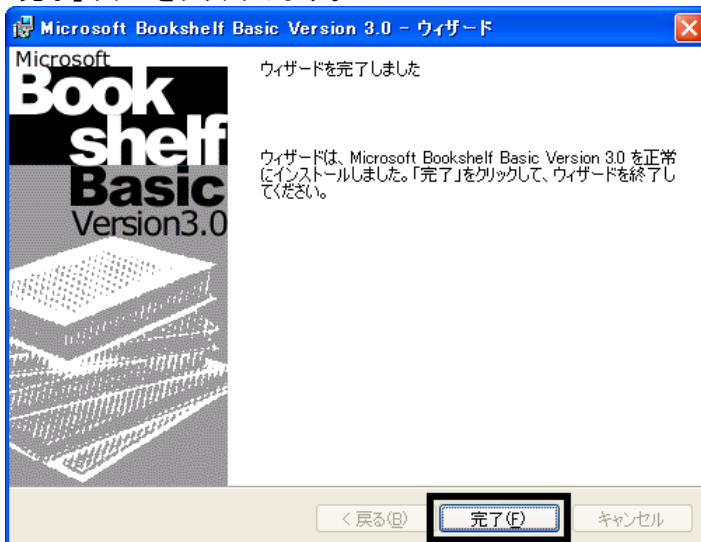 Microsoft Bookshelf Basic Version 3.0 - ウィザード
Microsoft
Book
shelf
Basic
Version3.0
ウィザードを完了しました
ウィザードは、Microsoft Bookshelf Basic Version 3.0 を正常
にインストールしました。「完了」をクリックして、ウィザードを終了し
てください。
< 戻る(B)
完了(F)
キャンセル